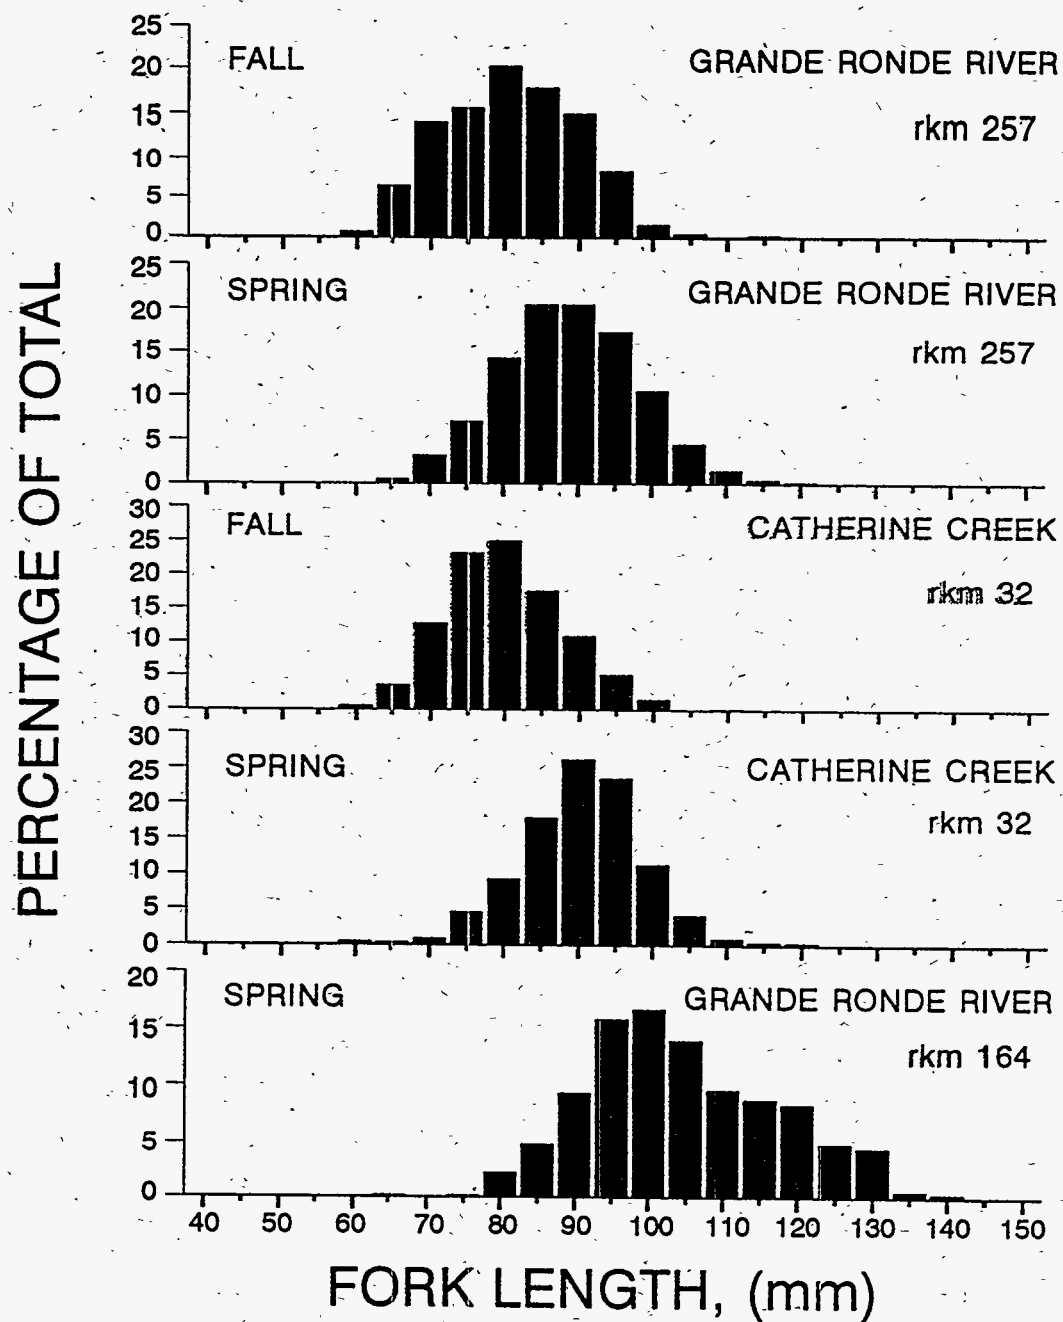 PERCENTAGE OF TOTAL
25
20
15
10
5
0
FALL
GRANDE RONDE RIVER
rkm 257
25
20
15
10
5
0
SPRING
GRANDE RONDE RIVER
rkm 257
30
25
20
15
10
5
0
FALL
CATHERINE CREEK
rkm 32
30
25
20
15
10
5
0
SPRING
CATHERINE CREEK
rkm 32
20
15
10
5
0
SPRING
GRANDE RONDE RIVER
rkm 164
40 50 60 70 80 90 100 110 120 130 140 150
FORK LENGTH, (mm)